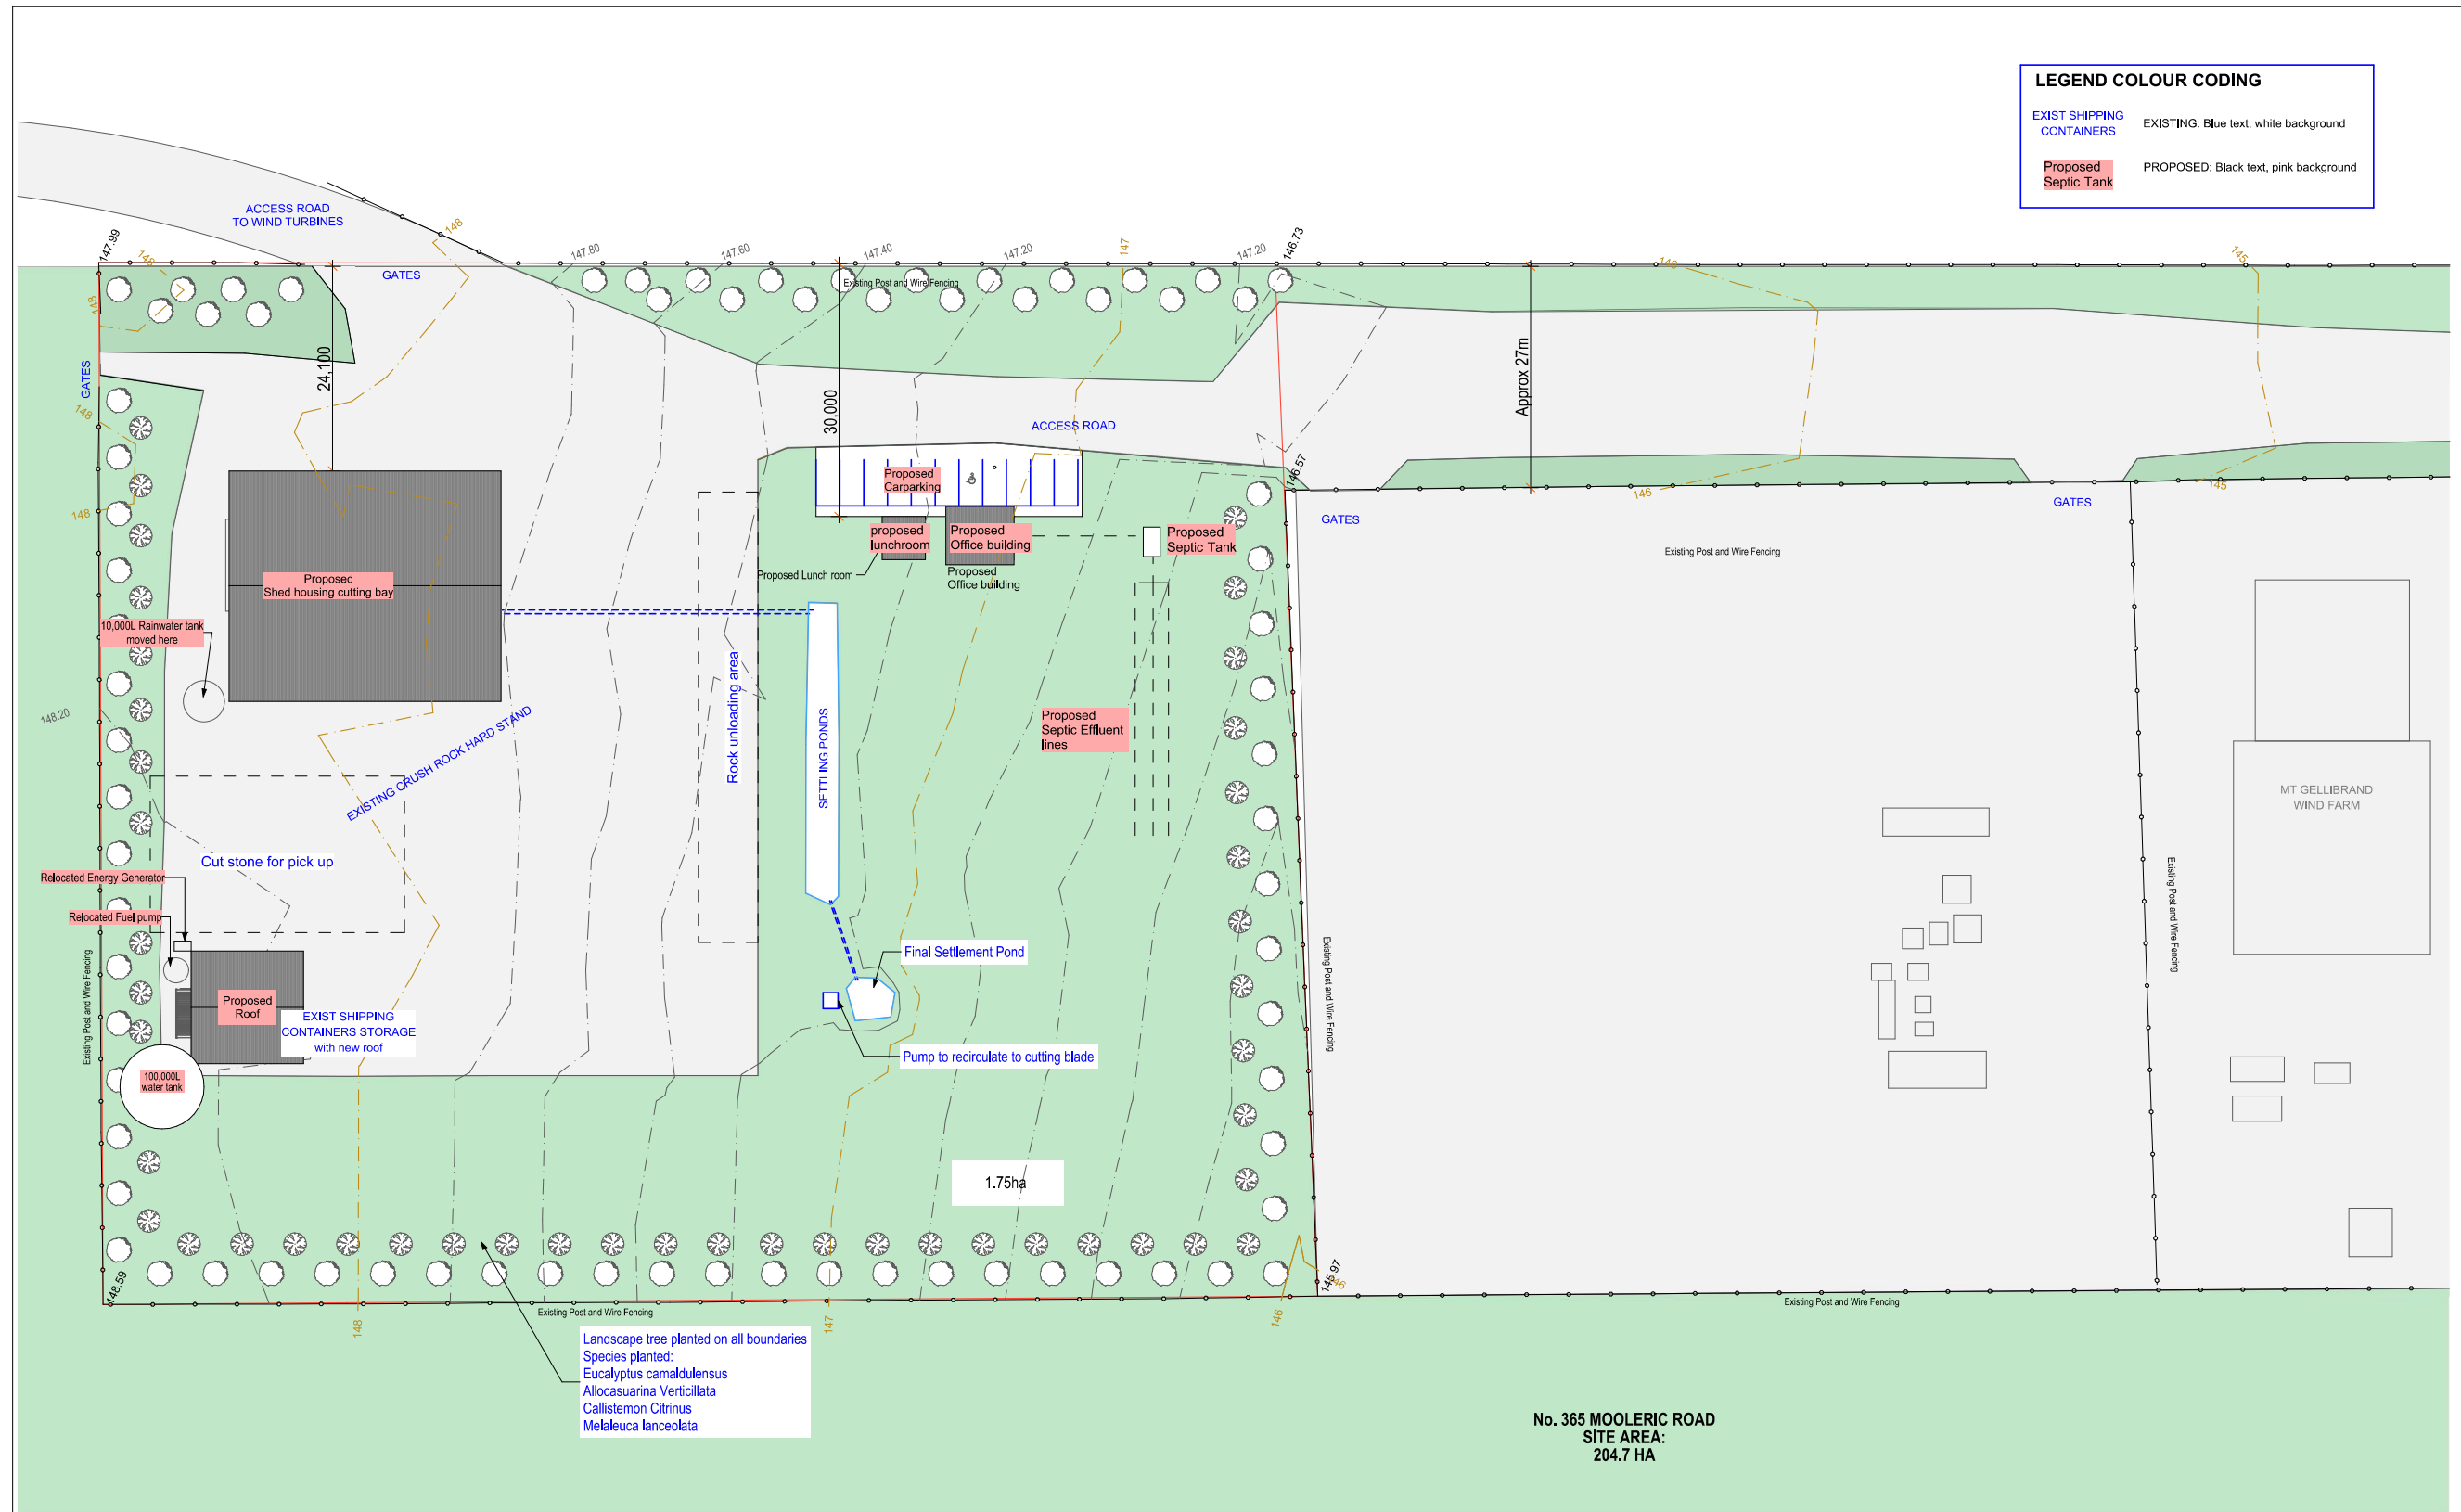 LEGEND COLOUR CODING
EXIST SHIPPING
CONTAINERS
EXISTING: Blue text, white background
Proposed
Septic Tank
PROPOSED: Black text, pink background
ACCESS ROAD
TO WIND TURBINES
147.99
148
148
GATES
148
147.80
147.60
147.40
147.20
147
147.20
146.73
146
145
Existing Post and Wire Fencing
24,100
30,000
Approx 27m
GATES
148
148
ACCESS ROAD
146.57
146
145
GATES
GATES
Proposed
Carparking
proposed
lunchroom
Proposed
Office building
Proposed
Septic Tank
Proposed Lunch room
Proposed
Office building
Existing Post and Wire Fencing
Proposed
Shed housing cutting bay
10,000L Rainwater tank
moved here
148.20
EXISTING CRUSH ROCK HARD STAND
Rock unloading area
SETTLING PONDS
Proposed
Septic Effluent
lines
MT GELLIBRAND
WIND FARM
Cut stone for pick up
Relocated Energy Generator
Relocated Fuel pump
Existing Post and Wire Fencing
Existing Post and Wire Fencing
Existing Post and Wire Fencing
Final Settlement Pond
Proposed
Roof
EXIST SHIPPING
CONTAINERS STORAGE
with new roof
Pump to recirculate to cutting blade
100,000L
water tank
1.75ha
148.59
145.97
146
148
147
146
Existing Post and Wire Fencing
Existing Post and Wire Fencing
Landscape tree planted on all boundaries
Species planted:
Eucalyptus camaldulensus
Allocasuarina Verticillata
Callistemon Citrinus
Melaleuca lanceolata
No. 365 MOOLERIC ROAD
SITE AREA:
204.7 HA